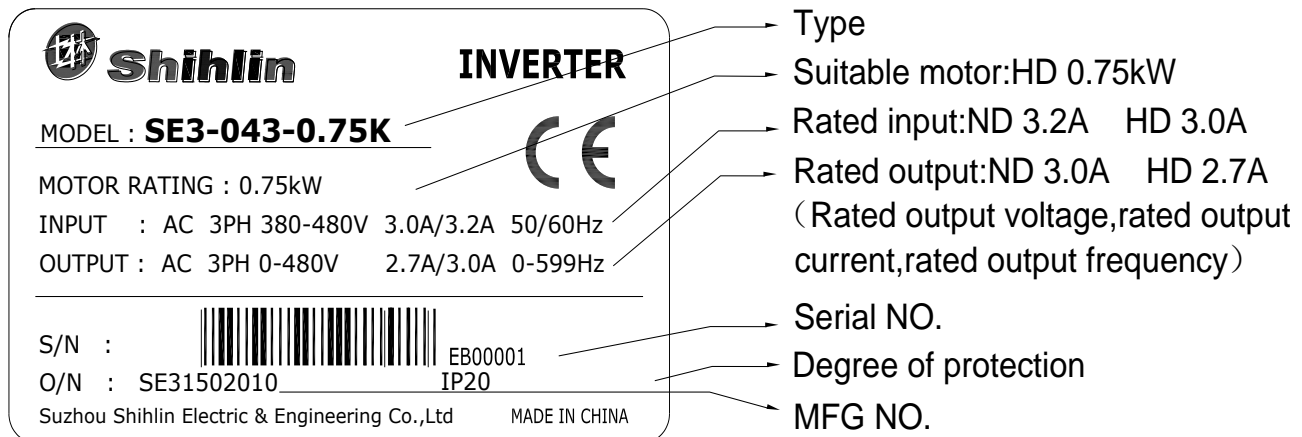 Shihlin INVERTER
MODEL : SE3-043-0.75K
CE
MOTOR RATING : 0.75kW
INPUT : AC 3PH 380-480V 3.0A/3.2A 50/60Hz
OUTPUT : AC 3PH 0-480V 2.7A/3.0A 0-599Hz
S/N : EB00001
O/N : SE31502010 IP20
Suzhou Shihlin Electric & Engineering Co.,Ltd MADE IN CHINA
Type
Suitable motor:HD 0.75kW
Rated input:ND 3.2A HD 3.0A
Rated output:ND 3.0A HD 2.7A
（Rated output voltage,rated output
current,rated output frequency）
Serial NO.
Degree of protection
MFG NO.